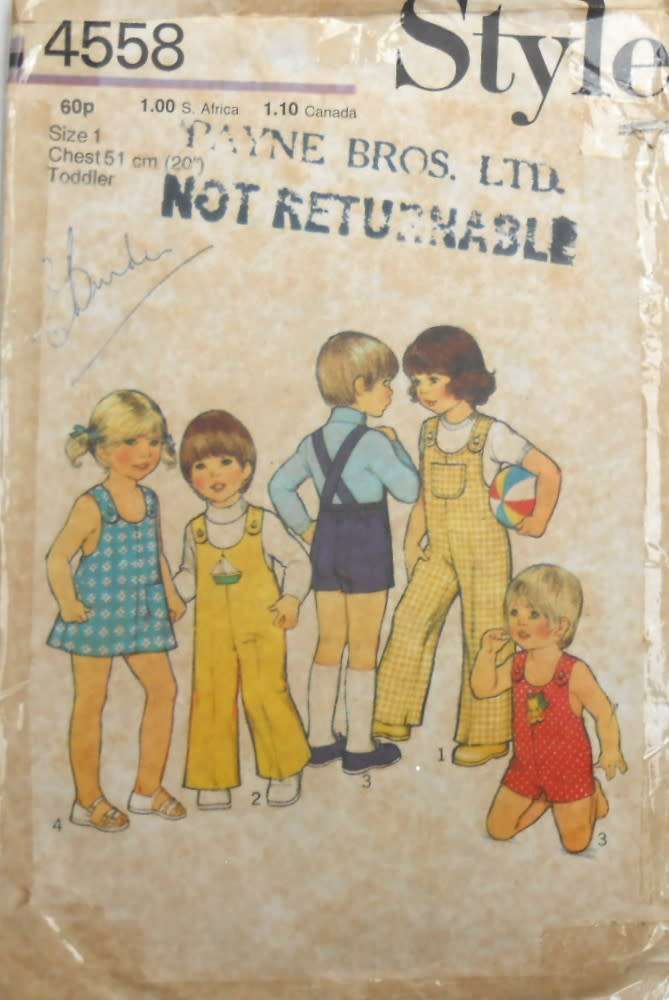 4558
Style
60p 1.00 S. Africa 1.10 Canada
Size 1
Chest 51 cm (20")
Toddler
PAYNE BROS. LTD.
NOT RETURNABLE
4
2
3
1
3